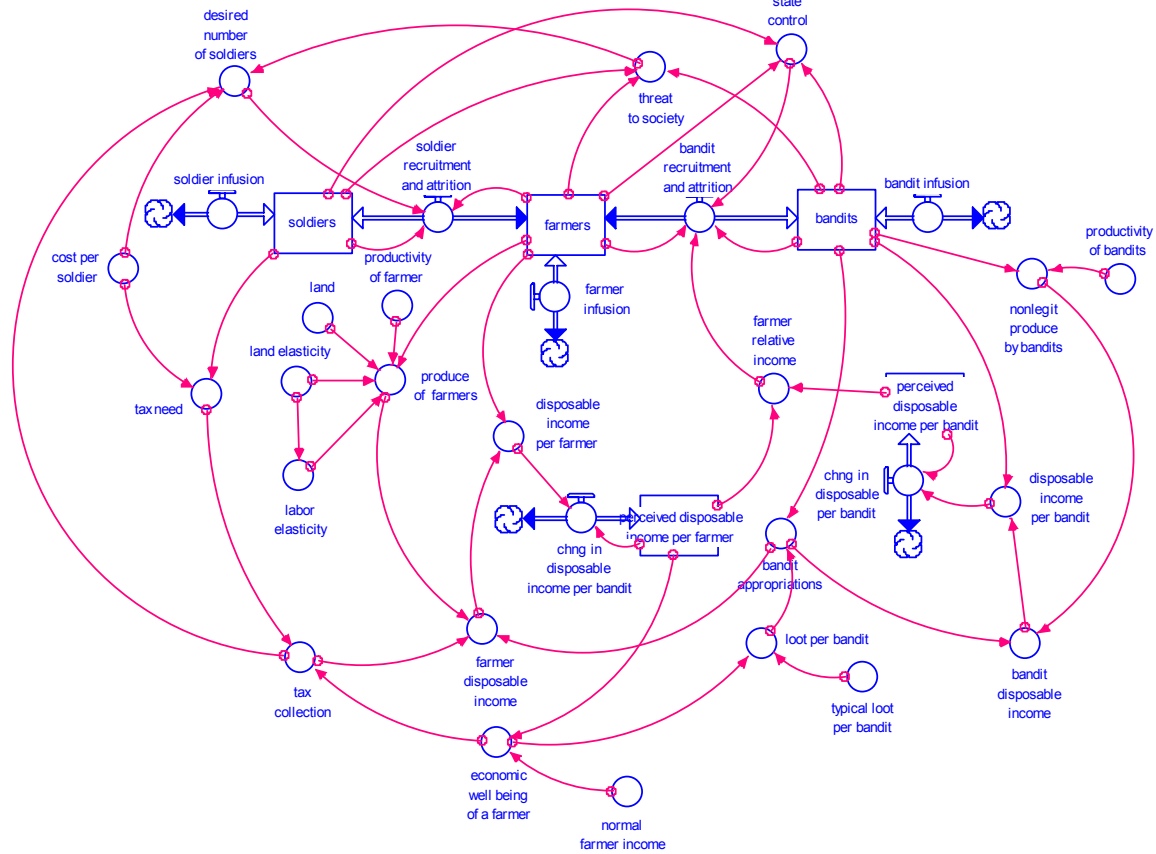 state
control
desired
number
of soldiers
threat
to society
soldier
recruitment
and attrition
bandit
recruitment
and attrition
soldier infusion
bandit infusion
soldiers
farmers
bandits
cost per
soldier
productivity
of farmer
productivity
of bandits
land
farmer
infusion
nonlegit
produce
by bandits
farmer
relative
income
land elasticity
produce
of farmers
perceived
disposable
income per bandit
tax need
disposable
income
per farmer
chng in
disposable
per bandit
disposable
income
per bandit
labor
elasticity
perceived disposable
income per farmer
chng in
disposable
income per bandit
bandit
appropriations
loot per bandit
farmer
disposable
income
bandit
disposable
income
tax
collection
typical loot
per bandit
economic
well being
of a farmer
normal
farmer income